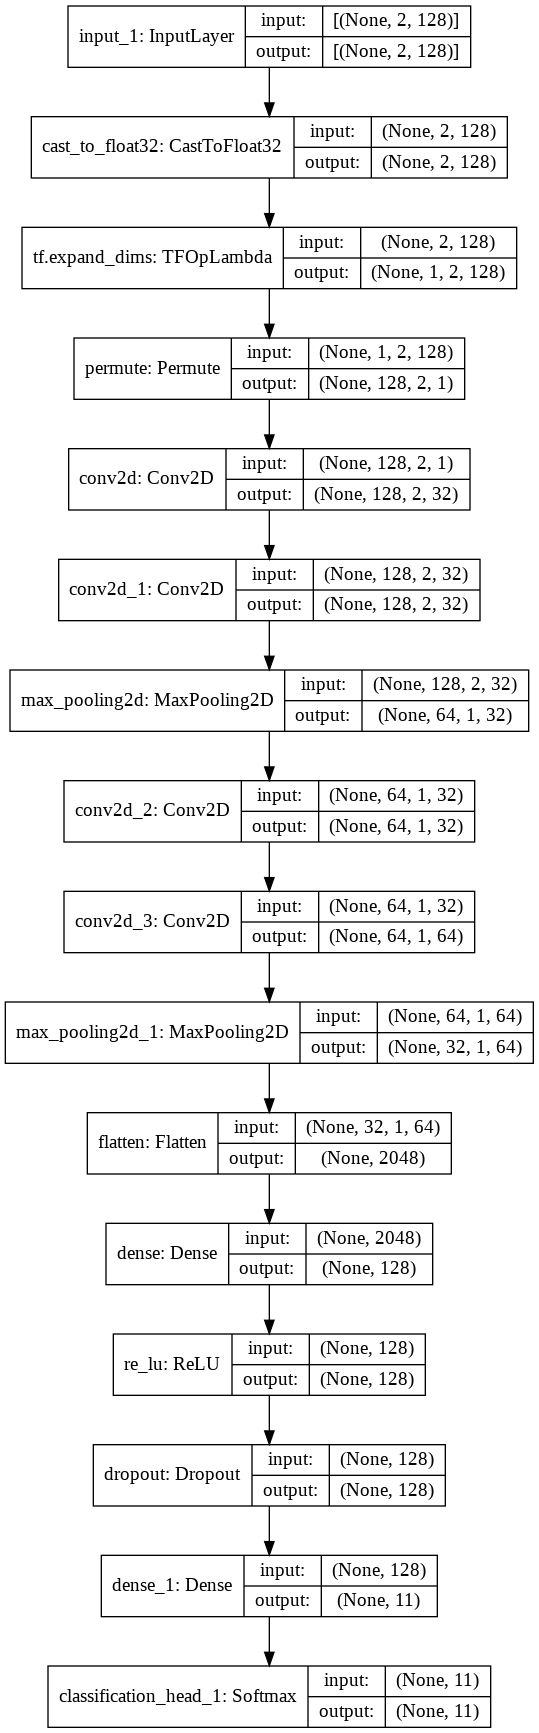 input_1: InputLayer
input: [(None, 2, 128)]
output: [(None, 2, 128)]
cast_to_float32: CastToFloat32
input: (None, 2, 128)
output: (None, 2, 128)
tf.expand_dims: TFOpLambda
input: (None, 2, 128)
output: (None, 1, 2, 128)
permute: Permute
input: (None, 1, 2, 128)
output: (None, 128, 2, 1)
conv2d: Conv2D
input: (None, 128, 2, 1)
output: (None, 128, 2, 32)
conv2d_1: Conv2D
input: (None, 128, 2, 32)
output: (None, 128, 2, 32)
max_pooling2d: MaxPooling2D
input: (None, 128, 2, 32)
output: (None, 64, 1, 32)
conv2d_2: Conv2D
input: (None, 64, 1, 32)
output: (None, 64, 1, 32)
conv2d_3: Conv2D
input: (None, 64, 1, 32)
output: (None, 64, 1, 64)
max_pooling2d_1: MaxPooling2D
input: (None, 64, 1, 64)
output: (None, 32, 1, 64)
flatten: Flatten
input: (None, 32, 1, 64)
output: (None, 2048)
dense: Dense
input: (None, 2048)
output: (None, 128)
re_lu: ReLU
input: (None, 128)
output: (None, 128)
dropout: Dropout
input: (None, 128)
output: (None, 128)
dense_1: Dense
input: (None, 128)
output: (None, 11)
classification_head_1: Softmax
input: (None, 11)
output: (None, 11)